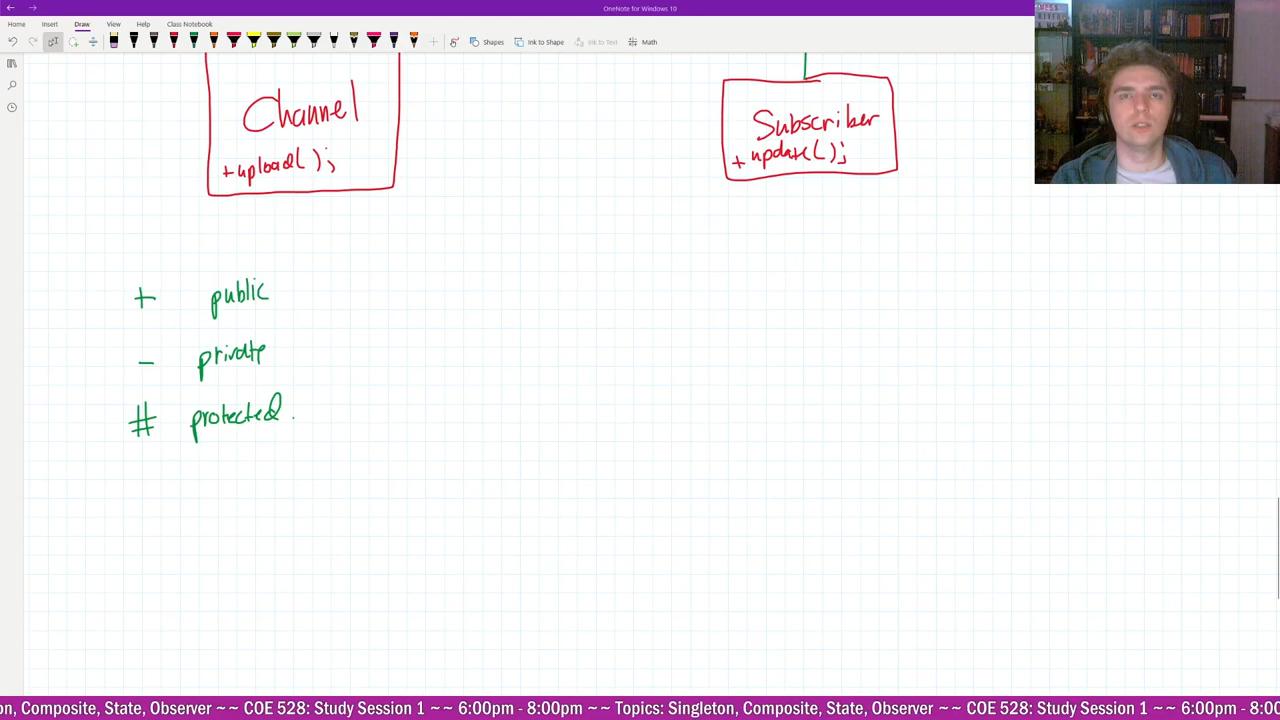 OneNote for Windows 10
Home Insert Draw View Help Class Notebook
Shapes Ink to Shape Ink to Text Math
Channel
+upload();
Subscriber
+update();
+ public
- private
# protected.
on, Composite, State, Observer ~~ COE 528: Study Session 1 ~~ 6:00pm - 8:00pm ~~ Topics: Singleton, Composite, State, Observer ~~ COE 528: Study Session 1 ~~ 6:00pm - 8:0